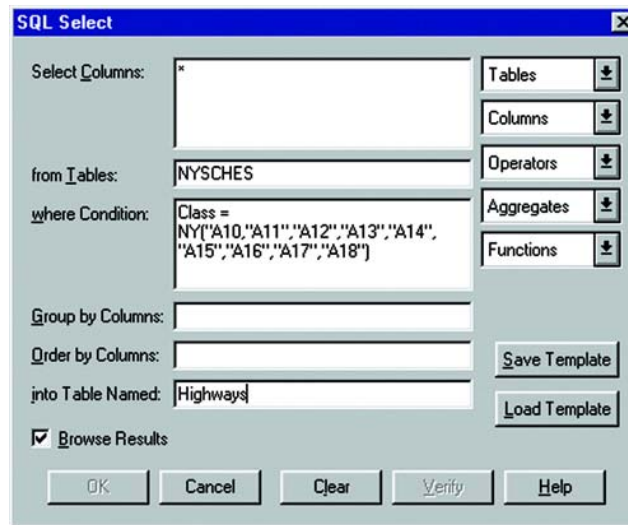 SQL Select
Select Columns:
*
Tables
Columns
from Tables:
NYSCHES
Operators
where Condition:
Class =
NY("A10,"A11","A12","A13","A14",
"A15","A16","A17","A18")
Aggregates
Functions
Group by Columns:
Order by Columns:
Save Template
into Table Named:
Highways
Load Template
Browse Results
OK
Cancel
Clear
Verify
Help